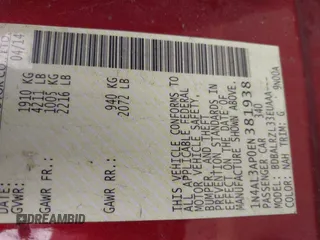 04/14
GVWR: 1910 KG
4211 LB
GAWR FR.: 1005 KG
2216 LB
GAWR RR.: 940 KG
2072 LB
THIS VEHICLE CONFORMS TO
ALL APPLICABLE FEDERAL
MOTOR VEHICLE SAFETY,
BUMPER, AND THEFT
PREVENTION STANDARDS
IN EFFECT ON THE DATE OF
MANUFACTURE SHOWN ABOVE.
1N4AL3AP0EN381938
PASSENGER CAR 340
MODEL: BDBALRZL33EUAAA---
COLOR: NAH TRIM: G 9N00A
DREAMBID